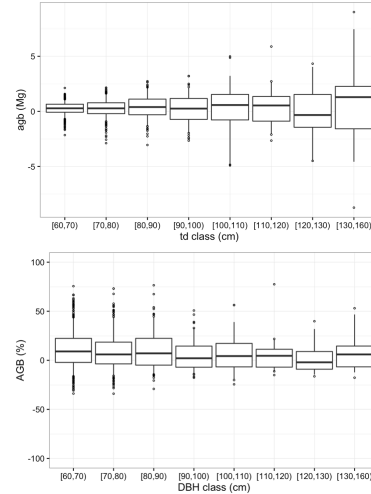 agb (Mg)
5
0
-5
[60,70) [70,80) [80,90) [90,100) [100,110) [110,120) [120,130) [130,160)
td class (cm)
AGB (%)
100
50
0
-50
-100
[60,70) [70,80) [80,90) [90,100) [100,110) [110,120) [120,130) [130,160)
DBH class (cm)